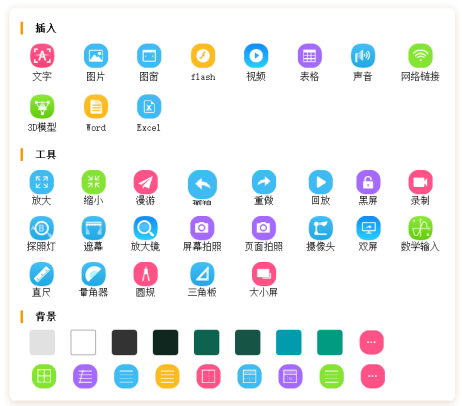 插入
文字 图片 图窗 flash 视频 表格 声音 网络链接
3D模型 Word Excel
工具
放大 缩小 漫游 重做 回放 黑屏 录制
探照灯 遮幕 放大镜 屏幕拍照 页面拍照 摄像头 双屏 数学输入
直尺 量角器 圆规 三角板 大小屏
背景